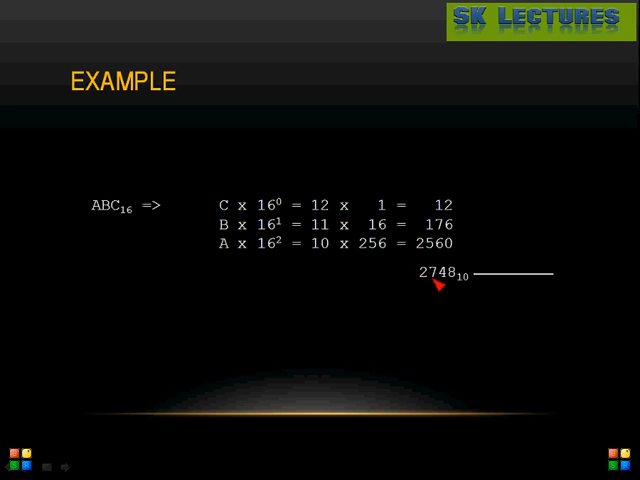 SK LECTURES
EXAMPLE
ABC₁₆ => C x 16⁰ = 12 x 1 = 12
B x 16¹ = 11 x 16 = 176
A x 16² = 10 x 256 = 2560
2748₁₀